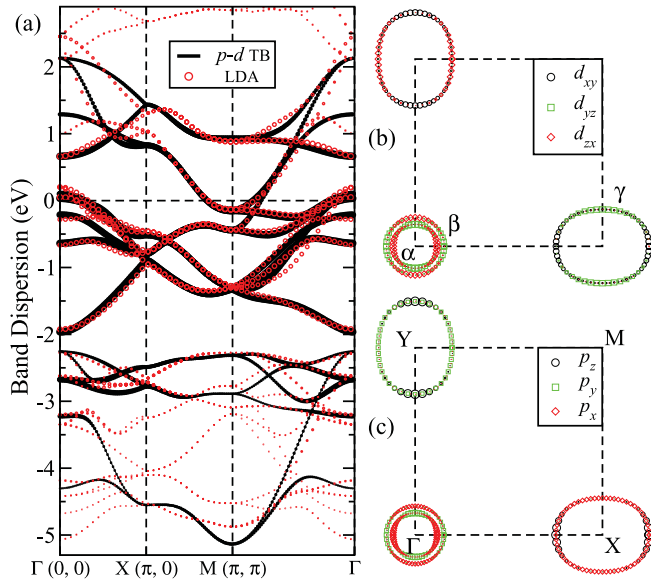 (a)
p-d TB
LDA
2
1
0
-1
-2
-3
-4
-5
Band Dispersion (eV)
Γ (0, 0)
X (π, 0)
M (π, π)
Γ
(b)
d_xy
d_yz
d_zx
α
β
γ
(c)
p_z
p_y
p_x
Y
M
Γ
X